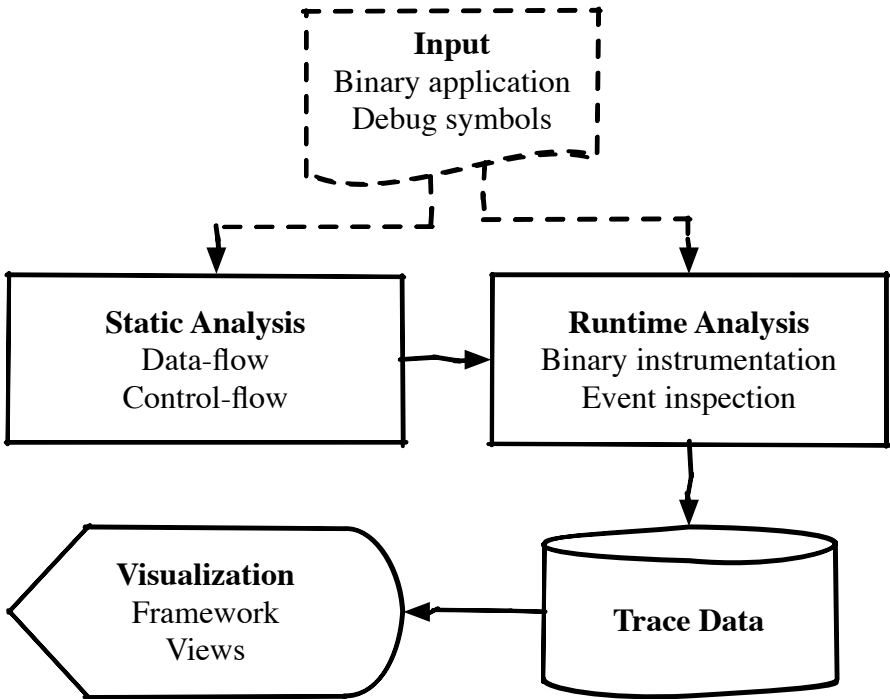 Input
Binary application
Debug symbols
Static Analysis
Data-flow
Control-flow
Runtime Analysis
Binary instrumentation
Event inspection
Visualization
Framework
Views
Trace Data